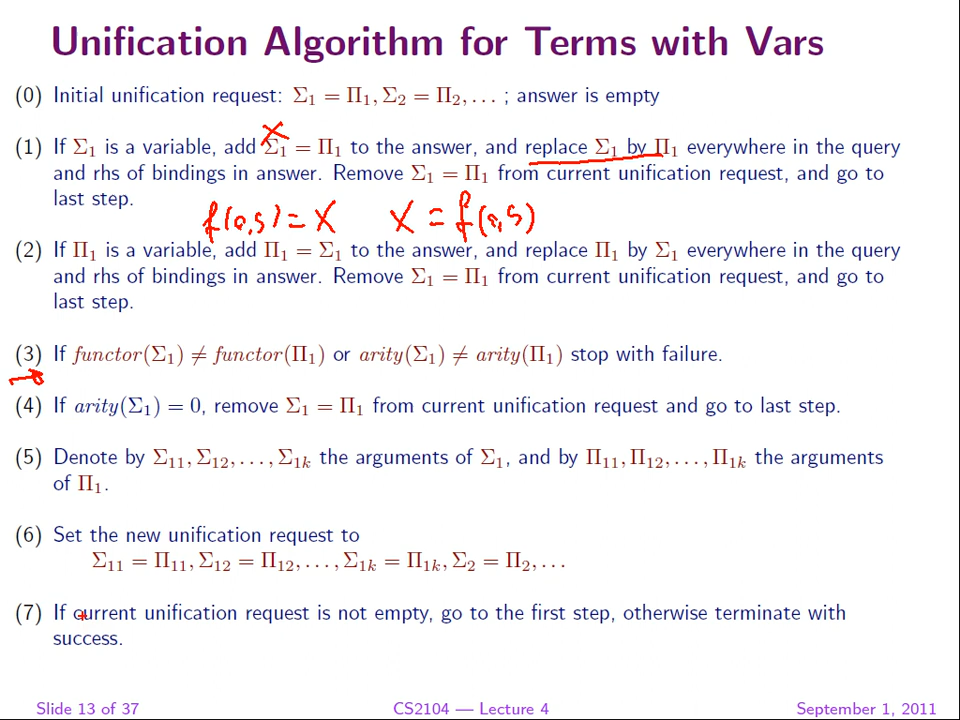 Unification Algorithm for Terms with Vars
(0) Initial unification request: Σ₁ = Π₁, Σ₂ = Π₂, . . . ; answer is empty
X
(1) If Σ₁ is a variable, add Σ₁ = Π₁ to the answer, and replace Σ₁ by Π₁ everywhere in the query
and rhs of bindings in answer. Remove Σ₁ = Π₁ from current unification request, and go to
last step.
f(a,b) = X X = f(a,b)
(2) If Π₁ is a variable, add Π₁ = Σ₁ to the answer, and replace Π₁ by Σ₁ everywhere in the query
and rhs of bindings in answer. Remove Σ₁ = Π₁ from current unification request, and go to
last step.
(3) If functor(Σ₁) ≠ functor(Π₁) or arity(Σ₁) ≠ arity(Π₁) stop with failure.
(4) If arity(Σ₁) = 0, remove Σ₁ = Π₁ from current unification request and go to last step.
(5) Denote by Σ₁₁, Σ₁₂, . . . , Σ₁ₖ the arguments of Σ₁, and by Π₁₁, Π₁₂, . . . , Π₁ₖ the arguments
of Π₁.
(6) Set the new unification request to
Σ₁₁ = Π₁₁, Σ₁₂ = Π₁₂, . . . , Σ₁ₖ = Π₁ₖ, Σ₂ = Π₂, . . .
(7) If current unification request is not empty, go to the first step, otherwise terminate with
success.
Slide 13 of 37 CS2104 — Lecture 4 September 1, 2011